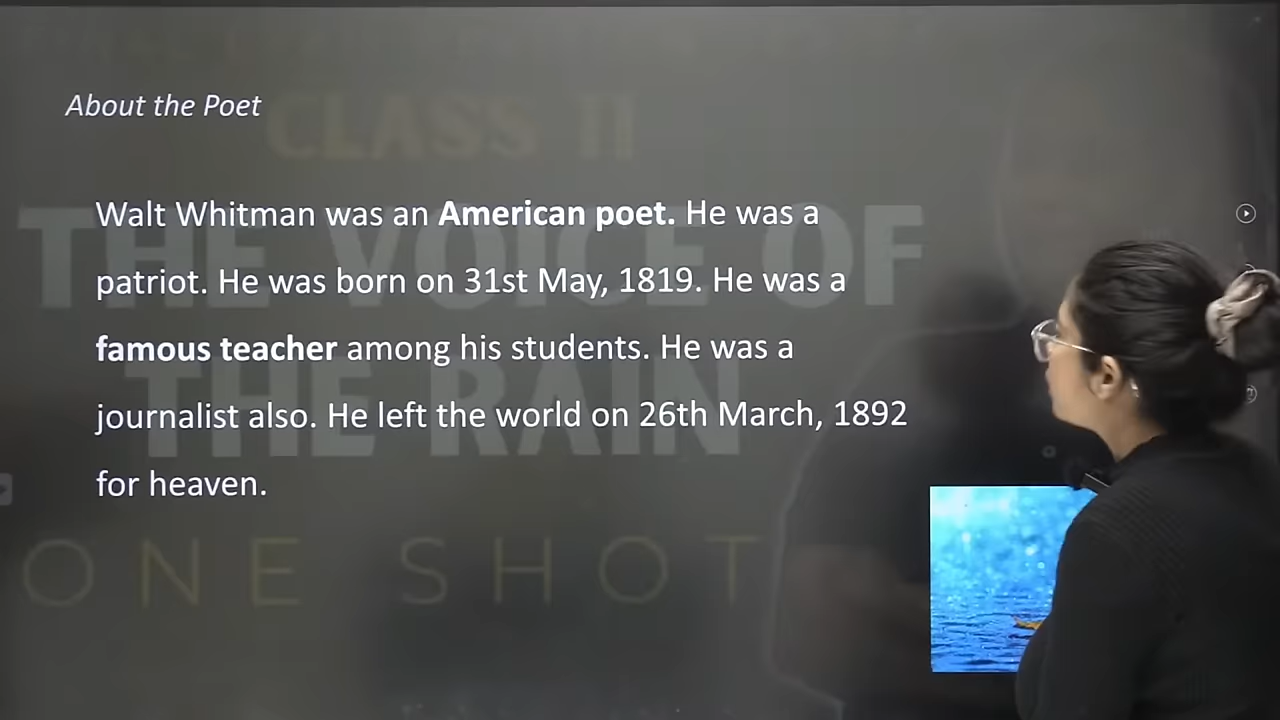 About the Poet
CLASS 11
Walt Whitman was an American poet. He was a
THE VOICE OF
patriot. He was born on 31st May, 1819. He was a
famous teacher among his students. He was a
THE RAIN
journalist also. He left the world on 26th March, 1892
for heaven.
ONE SHOT